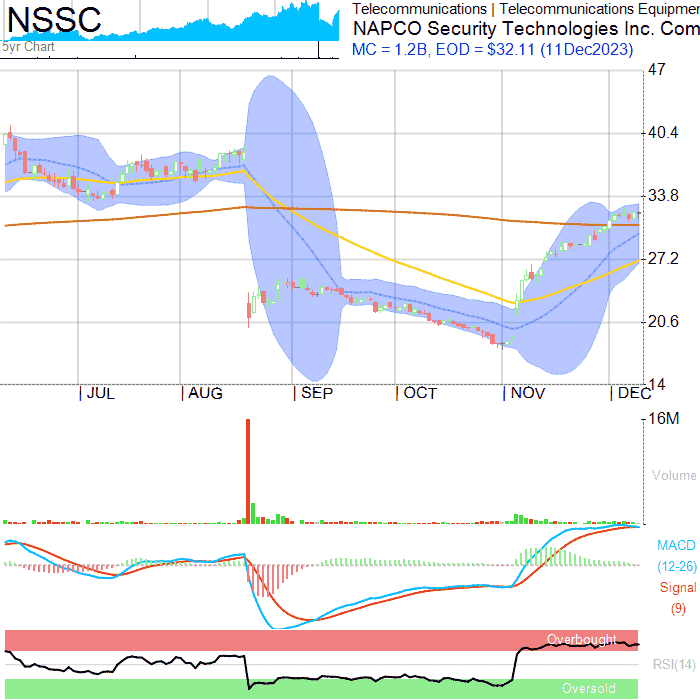 NSSC
5yr Chart
Telecommunications | Telecommunications Equipmen
NAPCO Security Technologies Inc. Com
MC = 1.2B, EOD = $32.11 (11Dec2023)
47
40.4
33.8
27.2
20.6
14
JUL AUG SEP OCT NOV DEC
16M
Volume
MACD
(12-26)
Signal
(9)
Overbought
RSI(14)
Oversold